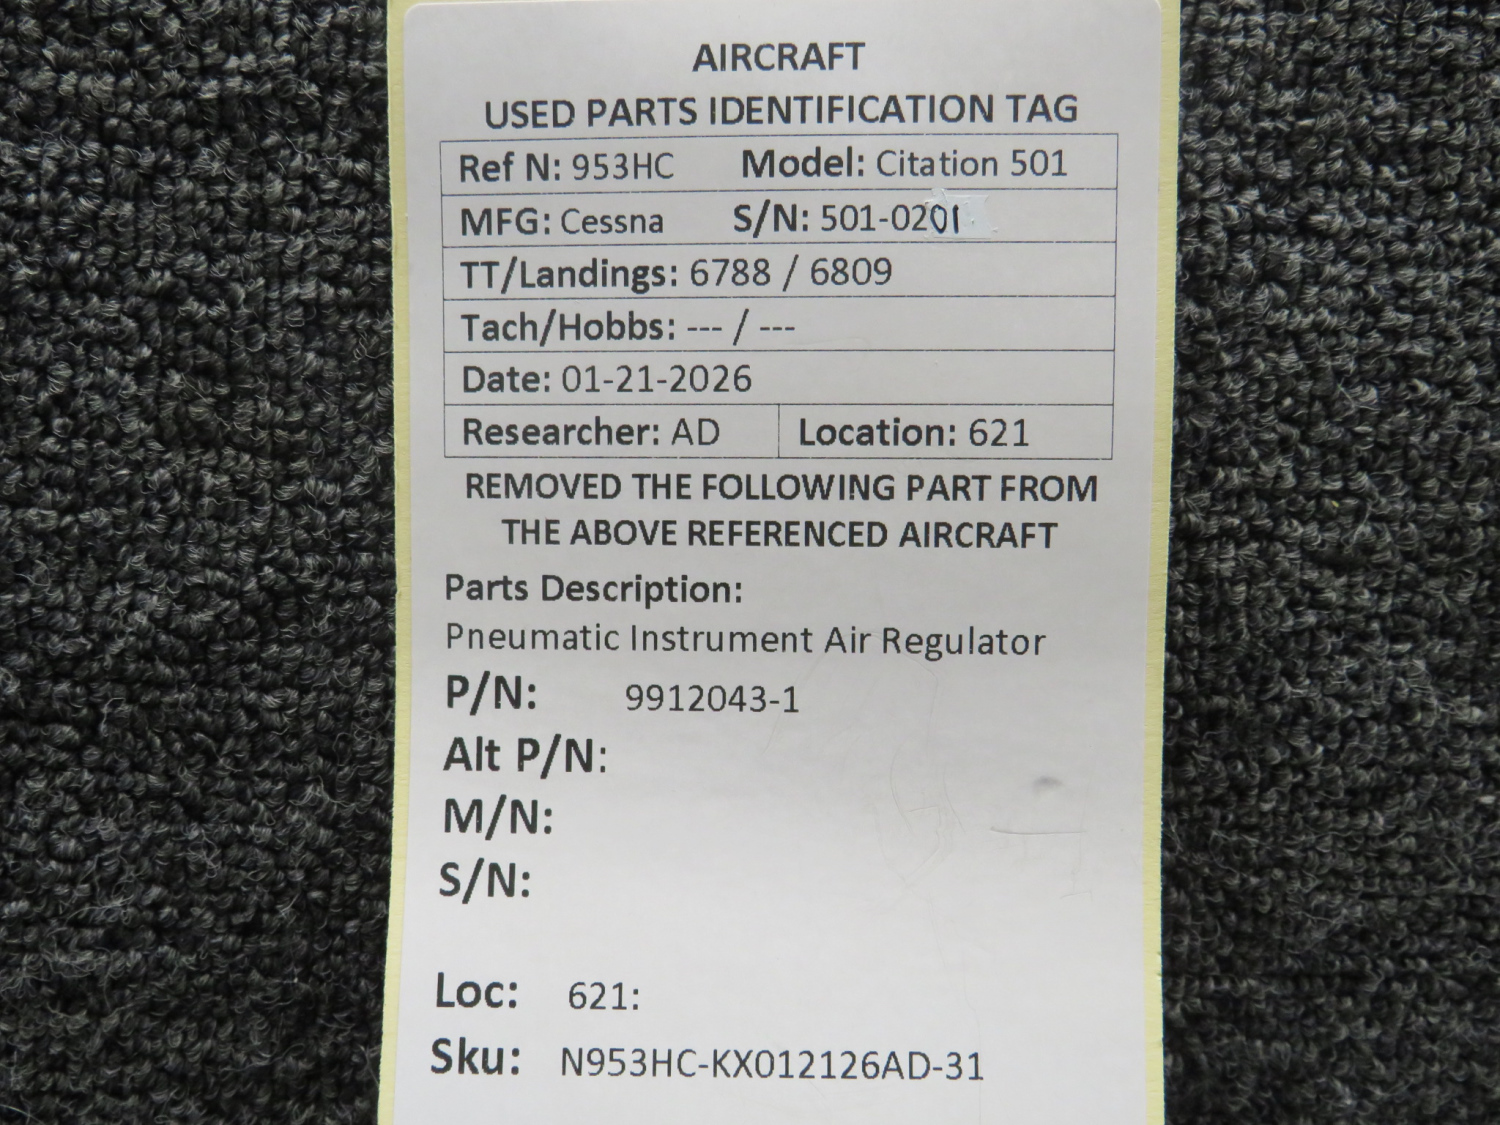 AIRCRAFT
USED PARTS IDENTIFICATION TAG
Ref N: 953HC Model: Citation 501
MFG: Cessna S/N: 501-0201
TT/Landings: 6788 / 6809
Tach/Hobbs: --- / ---
Date: 01-21-2026
Researcher: AD Location: 621
REMOVED THE FOLLOWING PART FROM
THE ABOVE REFERENCED AIRCRAFT
Parts Description:
Pneumatic Instrument Air Regulator
P/N: 9912043-1
Alt P/N:
M/N:
S/N:
Loc: 621:
Sku: N953HC-KX012126AD-31